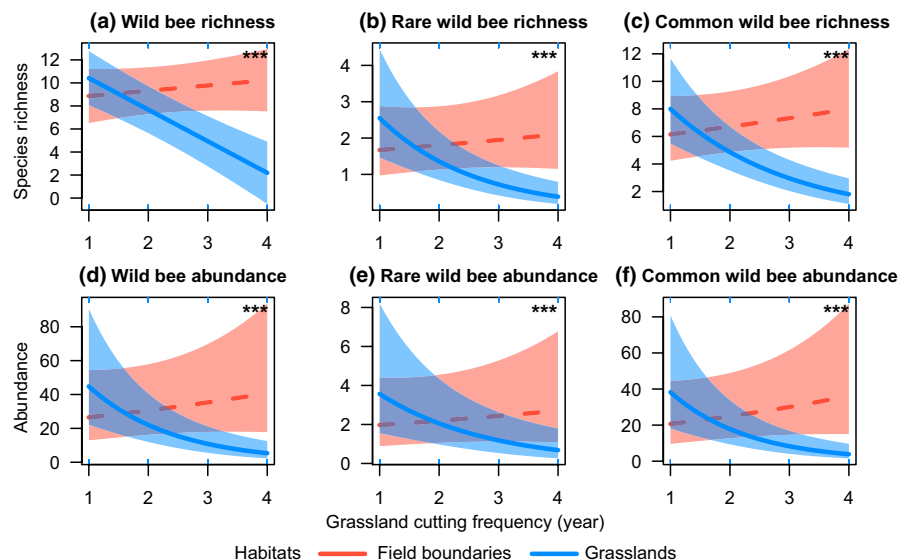 (a) Wild bee richness
(b) Rare wild bee richness
(c) Common wild bee richness
Species richness
12
10
8
6
4
2
0
***
1 2 3 4
4
3
2
1
***
1 2 3 4
12
10
8
6
4
2
***
1 2 3 4
(d) Wild bee abundance
(e) Rare wild bee abundance
(f) Common wild bee abundance
Abundance
80
60
40
20
0
***
1 2 3 4
8
6
4
2
0
***
1 2 3 4
80
60
40
20
0
***
1 2 3 4
Grassland cutting frequency (year)
Habitats Field boundaries Grasslands